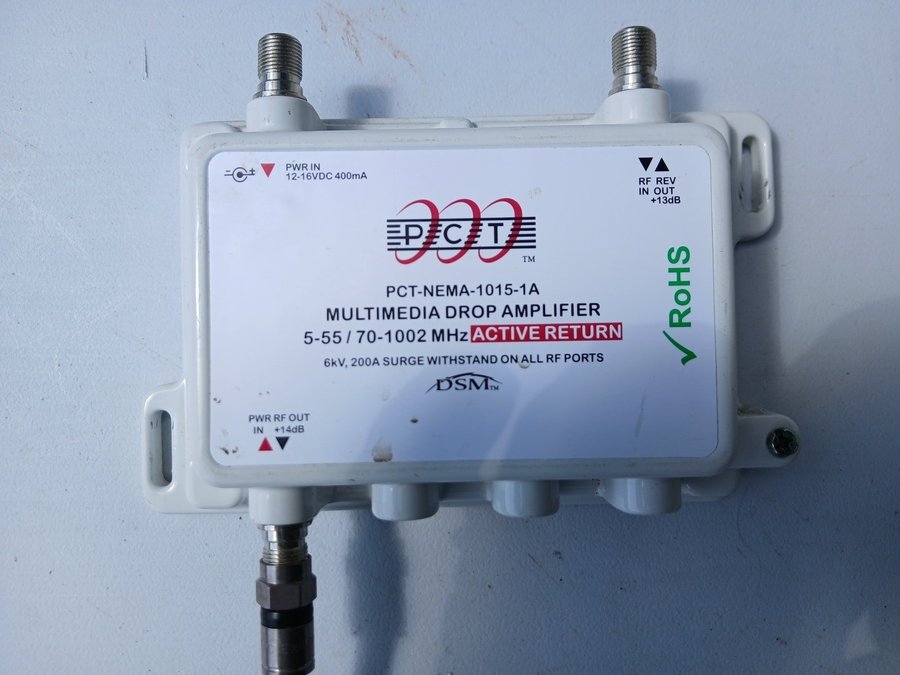 PWR IN
12-16VDC 400mA
RF REV
IN OUT
+13dB
PCT
TM
PCT-NEMA-1015-1A
MULTIMEDIA DROP AMPLIFIER
5-55 / 70-1002 MHz ACTIVE RETURN
6kV, 200A SURGE WITHSTAND ON ALL RF PORTS
DSM TM
✓RoHS
PWR RF OUT
IN +14dB